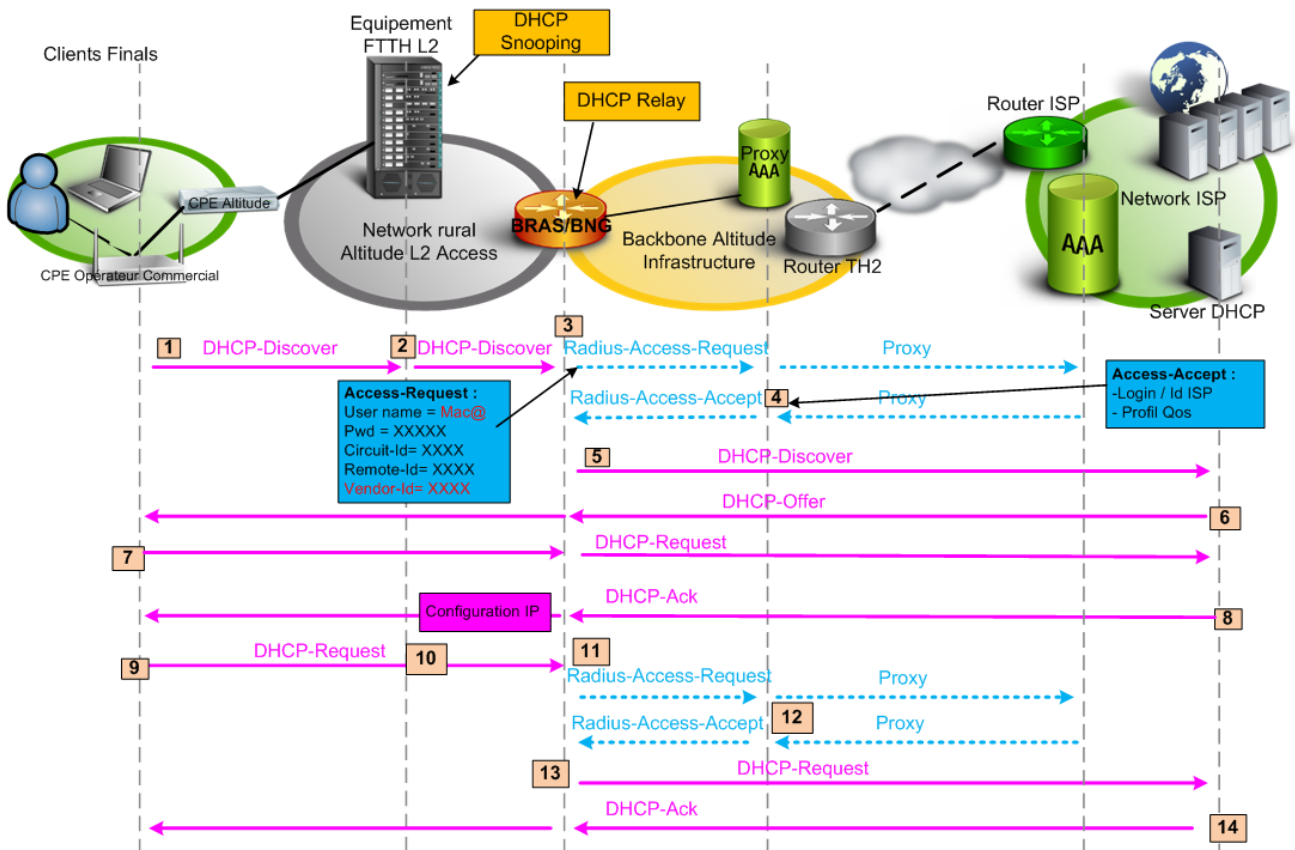 Clients Finals
Equipement
FTTH L2
DHCP
Snooping
DHCP Relay
Router ISP
Proxy
AAA
CPE Altitude
Network rural
Altitude L2 Access
BRAS/BNG
Backbone Altitude
Infrastructure
Router TH2
AAA
Network ISP
CPE Opérateur Commercial
Server DHCP
1
DHCP-Discover
2
DHCP-Discover
3
Radius-Access-Request
Proxy
Access-Request :
User name = Mac@
Pwd = XXXXX
Circuit-Id= XXXX
Remote-Id= XXXX
Vendor-Id= XXXX
Radius-Access-Accept
4
Proxy
Access-Accept :
-Login / Id ISP
- Profil Qos
5
DHCP-Discover
DHCP-Offer
6
7
DHCP-Request
Configuration IP
DHCP-Ack
8
9
DHCP-Request
10
11
Radius-Access-Request
Proxy
Radius-Access-Accept
12
Proxy
13
DHCP-Request
DHCP-Ack
14